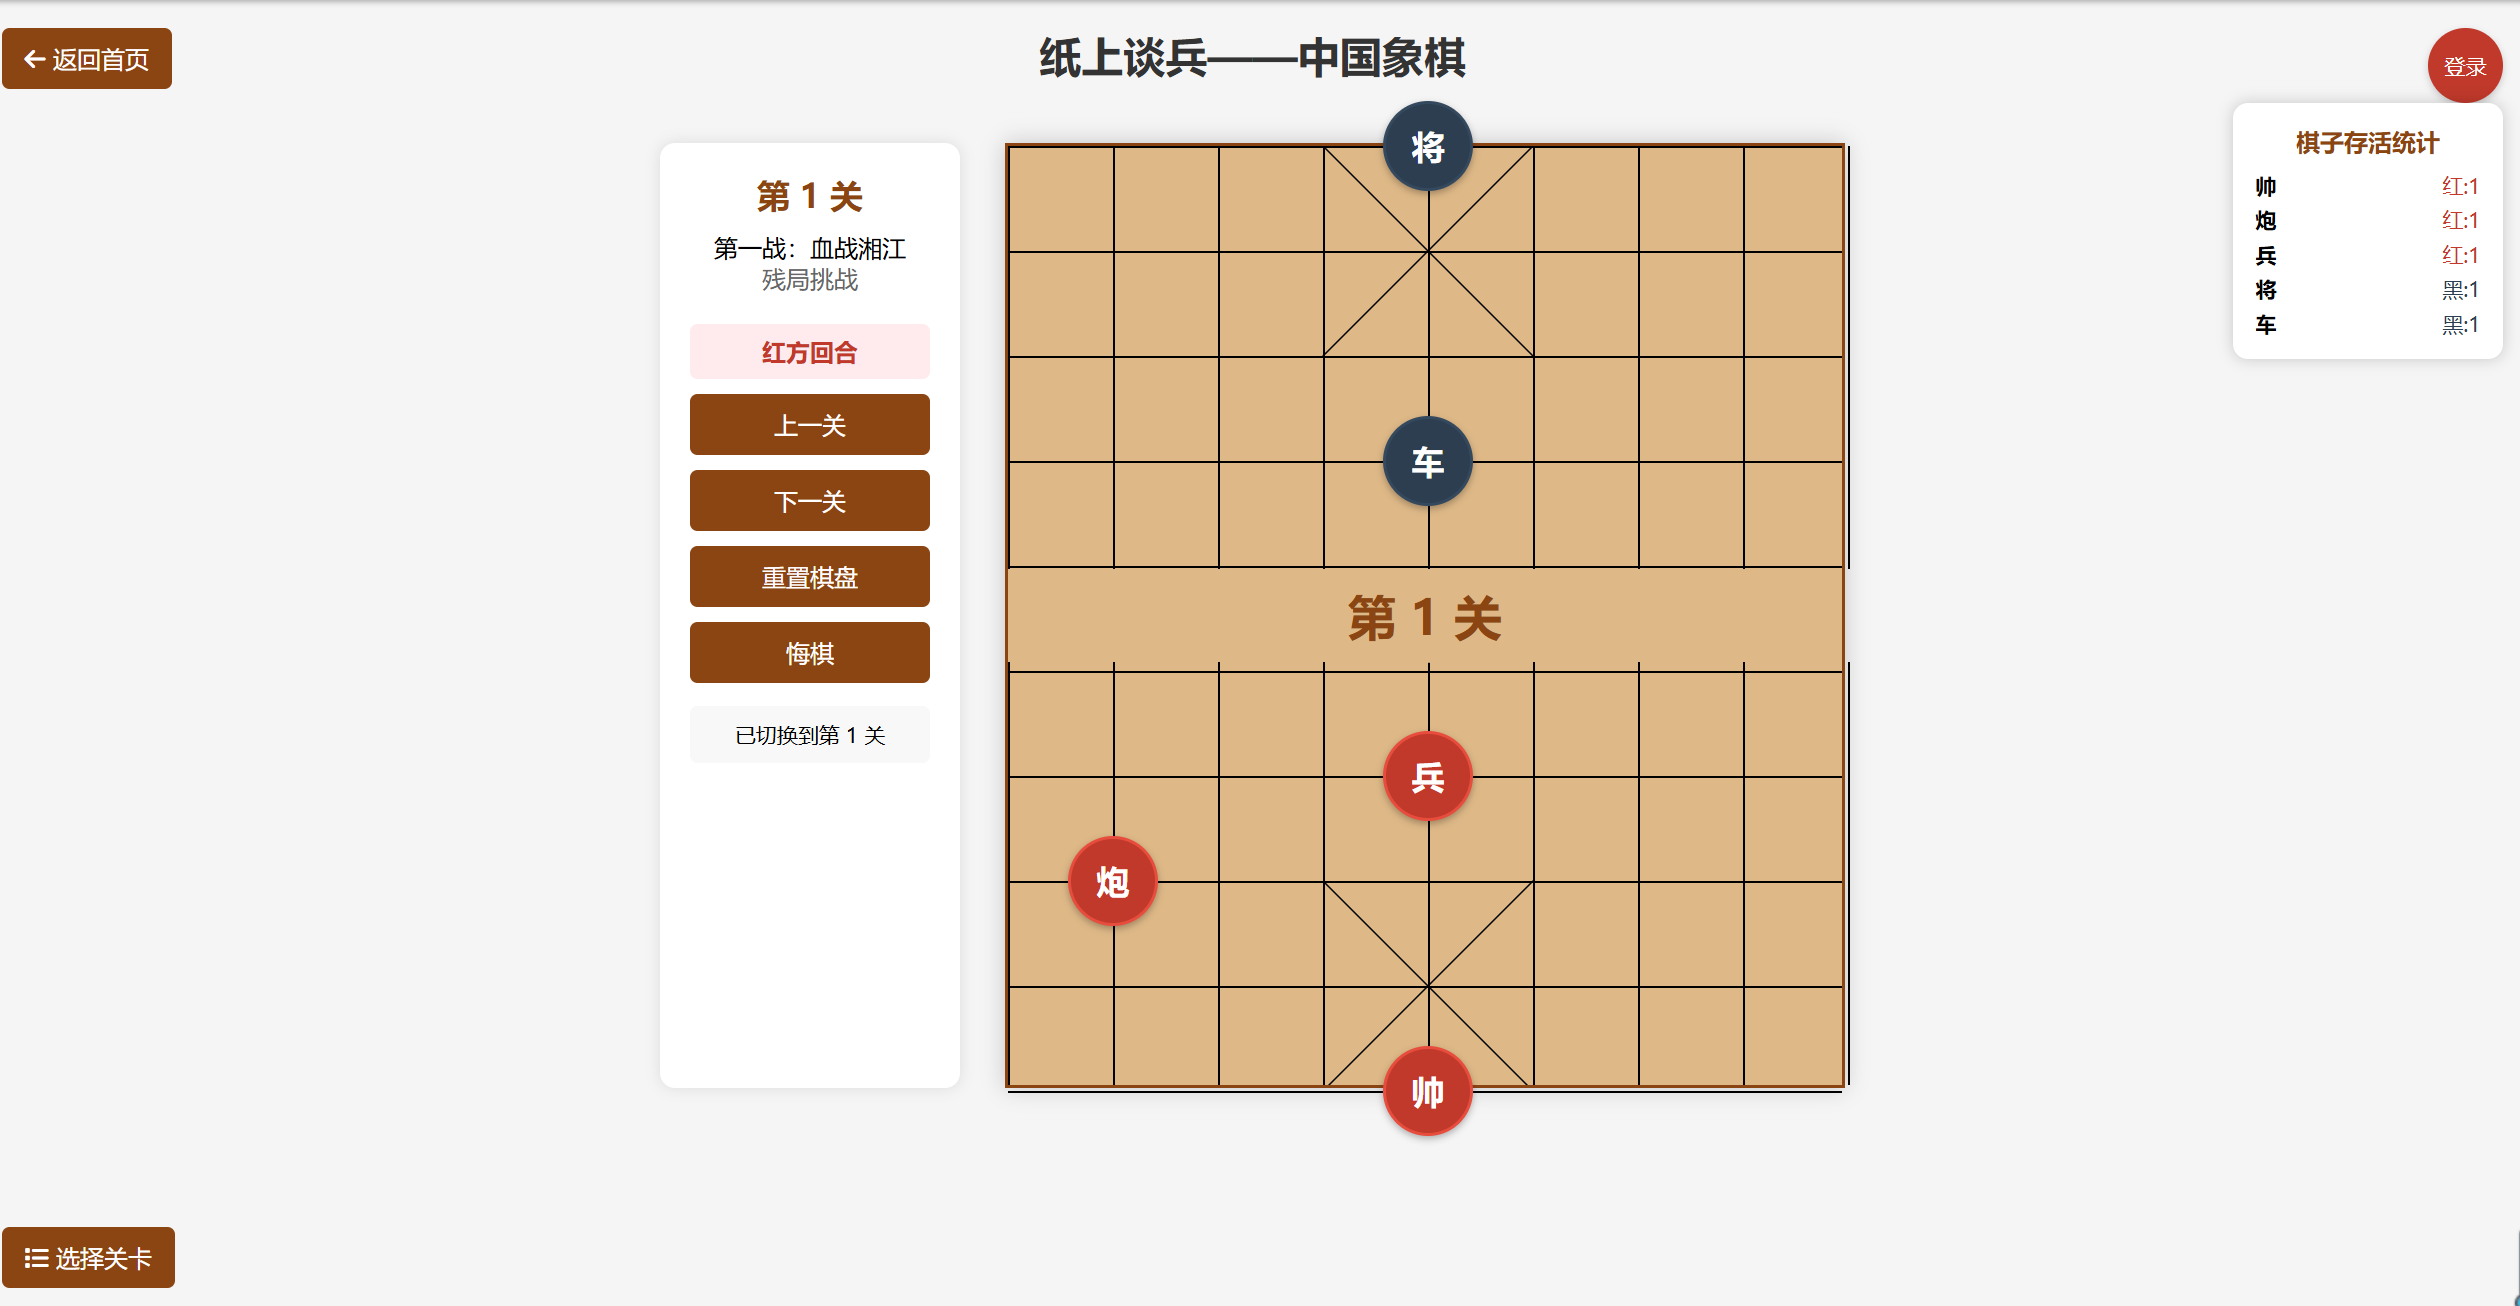 返回首页
纸上谈兵——中国象棋
登录
第 1 关
第一战：血战湘江
残局挑战
红方回合
上一关
下一关
重置棋盘
悔棋
已切换到第 1 关
将
车
第 1 关
兵
炮
帅
棋子存活统计
帅 红:1
炮 红:1
兵 红:1
将 黑:1
车 黑:1
选择关卡